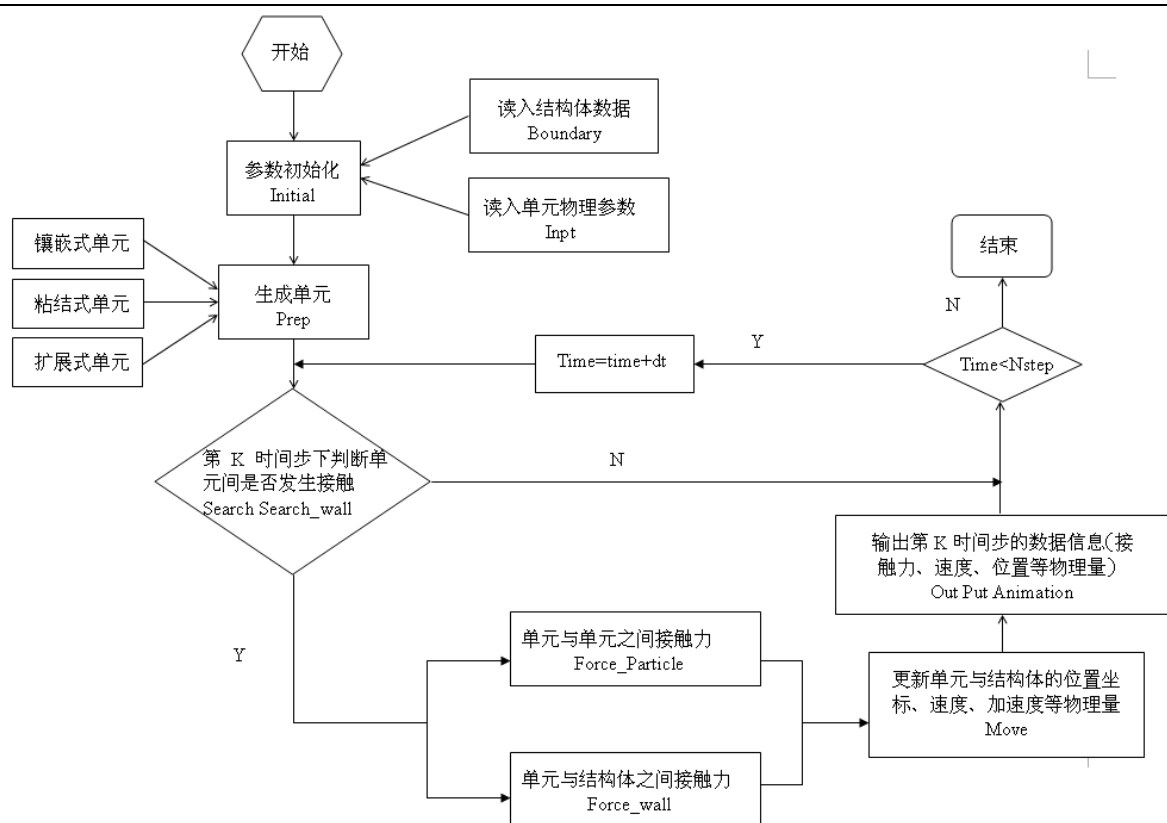 开始
读入结构体数据
Boundary
参数初始化
Initial
读入单元物理参数
Inpt
镶嵌式单元
粘结式单元
扩展式单元
生成单元
Prep
结束
N
Y
Time=time+dt
Time<Nstep
第 K 时间步下判断单
元间是否发生接触
Search Search_wall
N
输出第 K 时间步的数据信息(接
触力、速度、位置等物理量)
Out Put Animation
Y
单元与单元之间接触力
Force_Particle
更新单元与结构体的位置坐
标、速度、加速度等物理量
Move
单元与结构体之间接触力
Force_wall